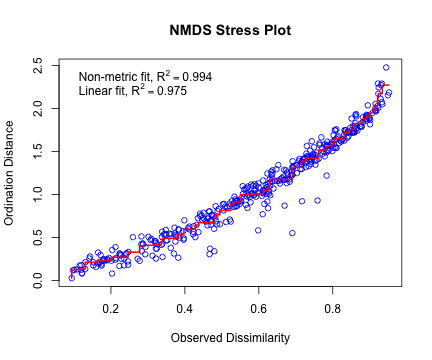 NMDS Stress Plot
Non-metric fit, R² = 0.994
Linear fit, R² = 0.975
2.5
2.0
1.5
1.0
0.5
0.0
Ordination Distance
0.2 0.4 0.6 0.8
Observed Dissimilarity